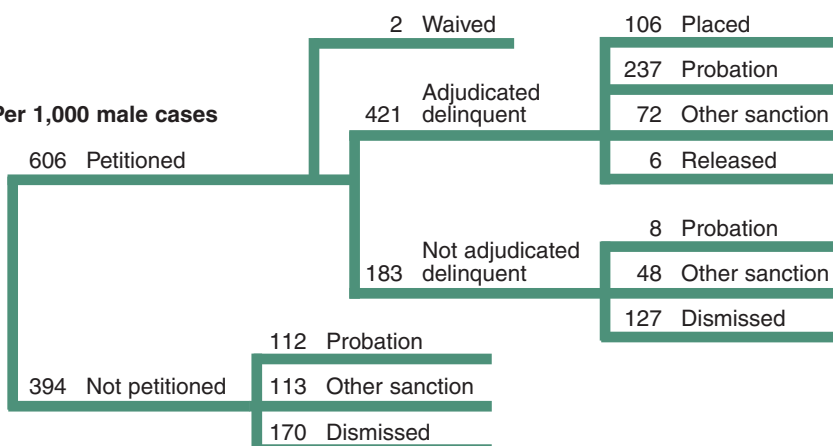 2 Waived
106 Placed
237 Probation
Per 1,000 male cases
421 Adjudicated
delinquent
72 Other sanction
606 Petitioned
6 Released
8 Probation
183 Not adjudicated
delinquent
48 Other sanction
127 Dismissed
112 Probation
394 Not petitioned
113 Other sanction
170 Dismissed